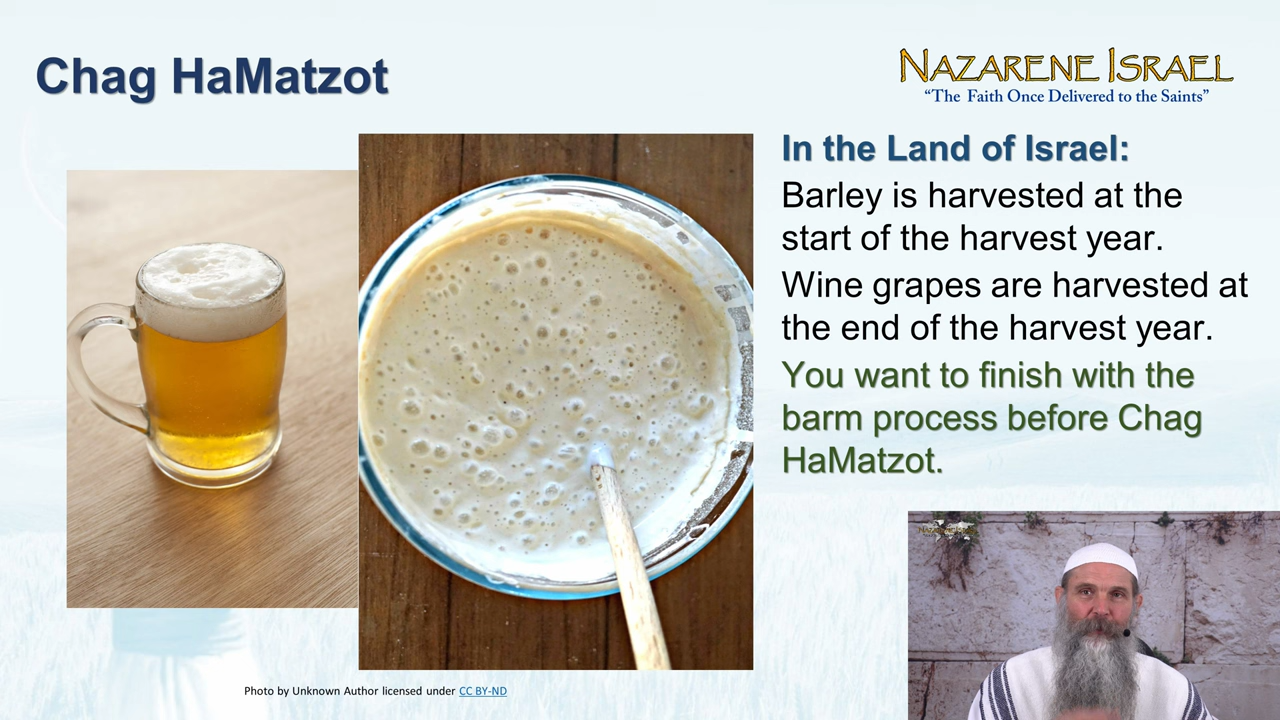 Chag HaMatzot
NAZARENE ISRAEL
“The Faith Once Delivered to the Saints”
In the Land of Israel:
Barley is harvested at the
start of the harvest year.
Wine grapes are harvested at
the end of the harvest year.
You want to finish with the
barm process before Chag
HaMatzot.
Photo by Unknown Author licensed under CC BY-ND